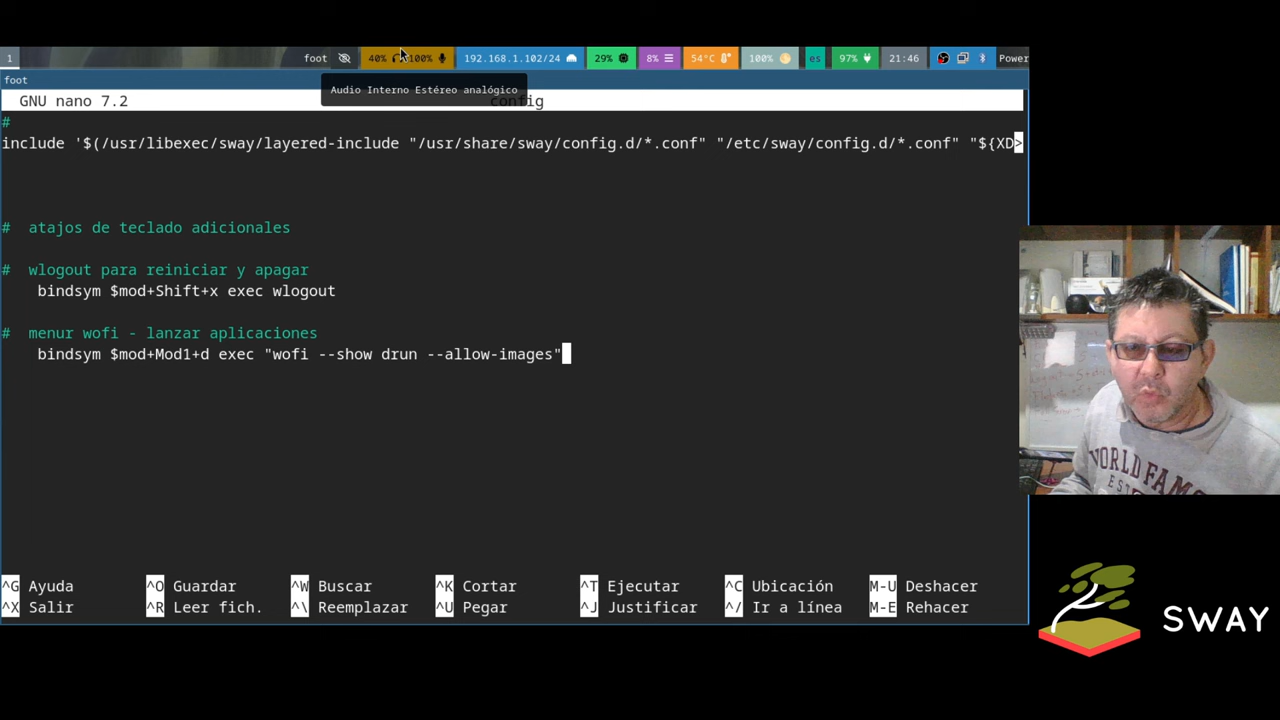 1 foot 40% 100% 192.168.1.102/24 29% 8% 54°C 100% es 97% 21:46 Power
foot
Audio Interno Estéreo analógico
GNU nano 7.2 config
#
include '$(/usr/libexec/sway/layered-include "/usr/share/sway/config.d/*.conf" "/etc/sway/config.d/*.conf" "${XD>
# atajos de teclado adicionales
# wlogout para reiniciar y apagar
bindsym $mod+Shift+x exec wlogout
# menur wofi - lanzar aplicaciones
bindsym $mod+Mod1+d exec "wofi --show drun --allow-images"
^G Ayuda ^O Guardar ^W Buscar ^K Cortar ^T Ejecutar ^C Ubicación M-U Deshacer
^X Salir ^R Leer fich. ^\ Reemplazar ^U Pegar ^J Justificar ^/ Ir a línea M-E Rehacer
WORLD FAM
SWAY